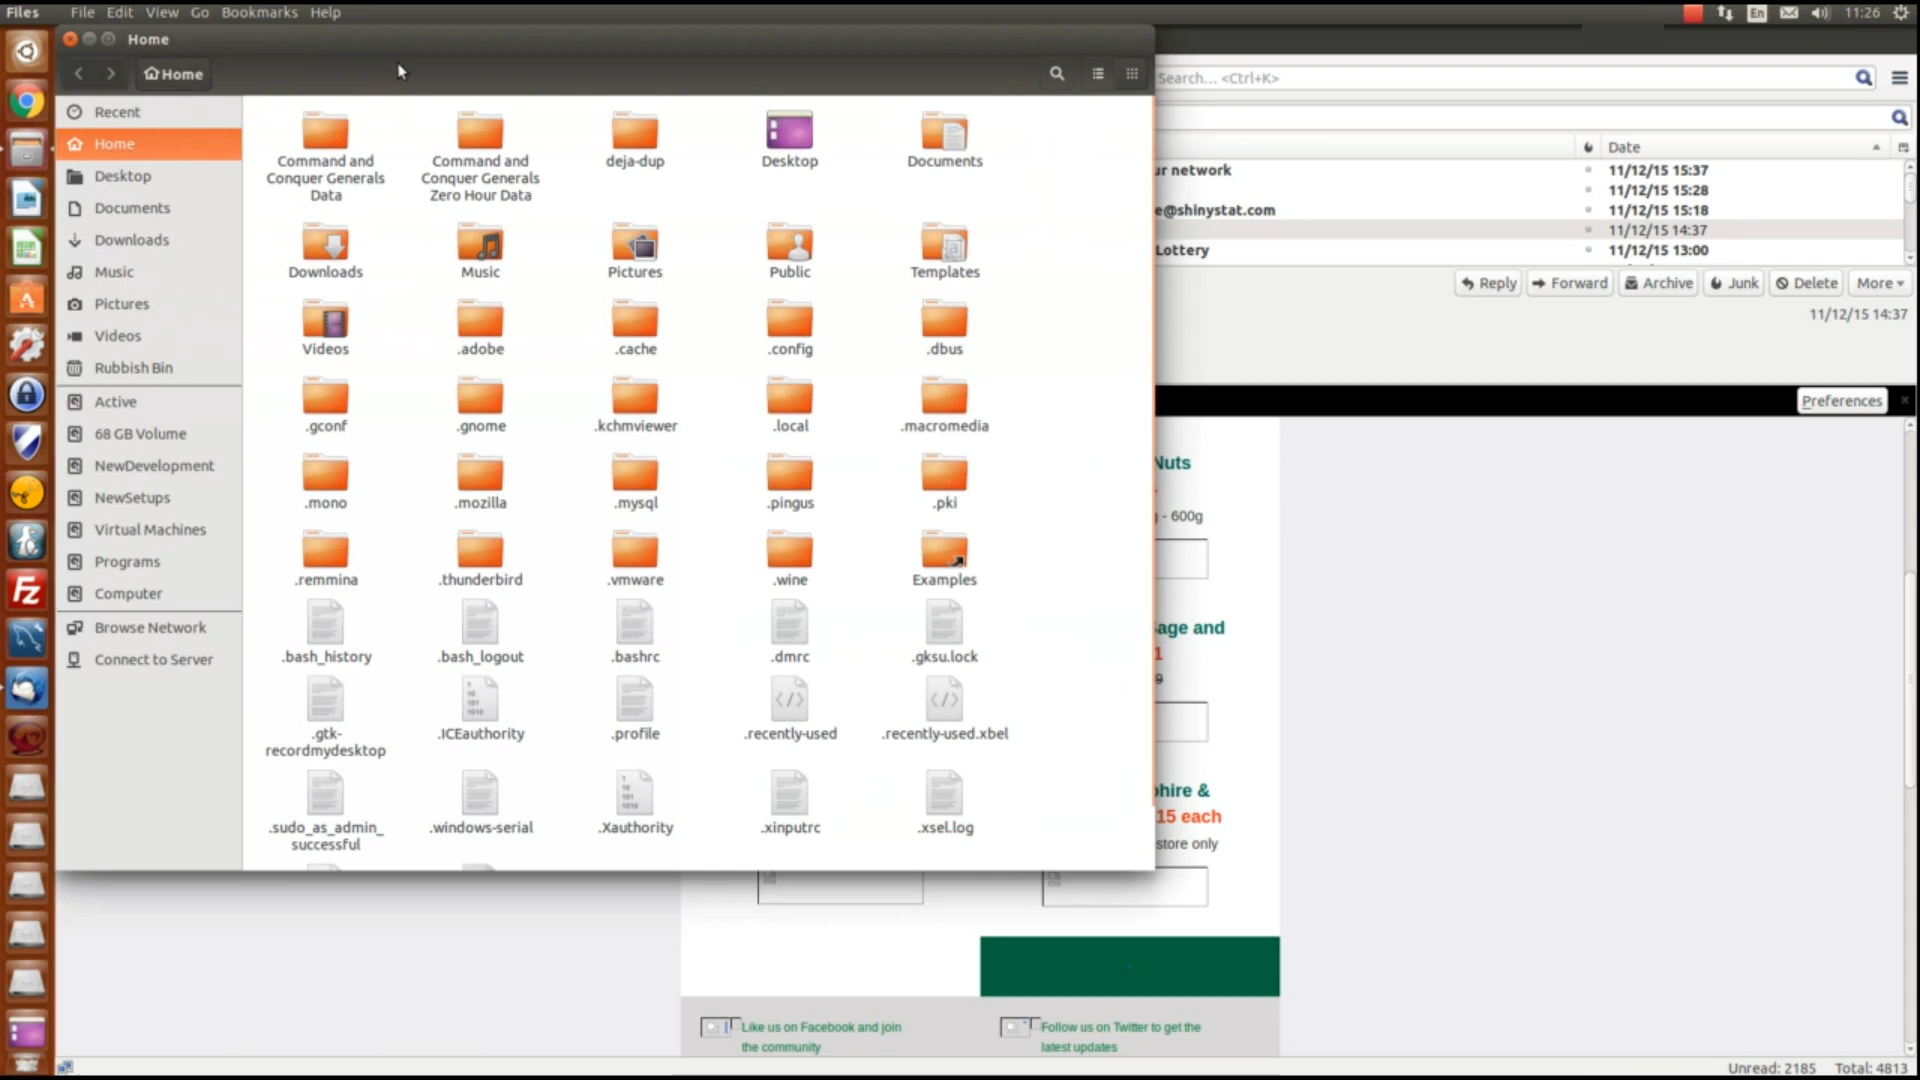 Files File Edit View Go Bookmarks Help
En 11:26
Home
Home
Search... <Ctrl+K>
Recent
Home
Desktop
Documents
Downloads
Music
Pictures
Videos
Rubbish Bin
Active
68 GB Volume
NewDevelopment
NewSetups
Virtual Machines
Programs
Computer
Browse Network
Connect to Server
Command and
Conquer Generals
Data
Command and
Conquer Generals
Zero Hour Data
deja-dup
Desktop
Documents
Downloads
Music
Pictures
Public
Templates
Videos
.adobe
.cache
.config
.dbus
.gconf
.gnome
.kchmviewer
.local
.macromedia
.mono
.mozilla
.mysql
.pingus
.pki
.remmina
.thunderbird
.vmware
.wine
Examples
.bash_history
.bash_logout
.bashrc
.dmrc
.gksu.lock
.gtk-
recordmydesktop
.ICEauthority
.profile
.recently-used
.recently-used.xbel
.sudo_as_admin_
successful
.windows-serial
.Xauthority
.xinputrc
.xsel.log
Date
ur network 11/12/15 15:37
11/12/15 15:28
e@shinystat.com 11/12/15 15:18
11/12/15 14:37
Lottery 11/12/15 13:00
Reply Forward Archive Junk Delete More
11/12/15 14:37
Preferences
Nuts
g - 600g
age and
1
9
hire &
15 each
store only
Like us on Facebook and join
the community
Follow us on Twitter to get the
latest updates
Unread: 2185 Total: 4813